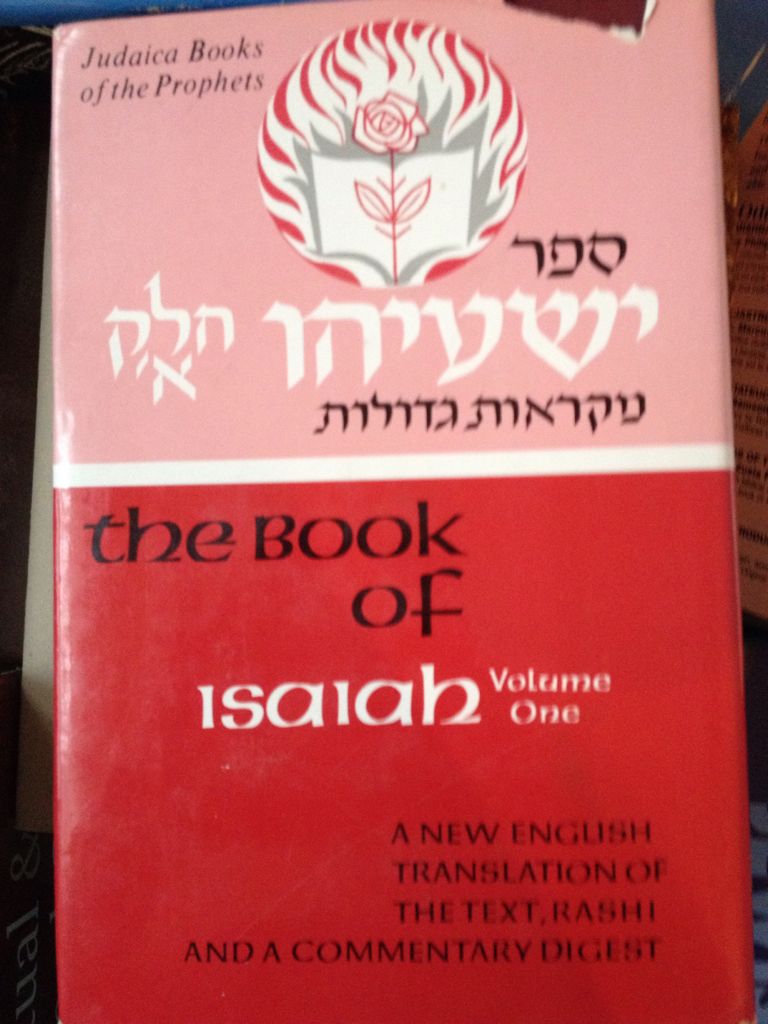 Judaica Books
of the Prophets
ספר
ישעיהו חלק א'
מקראות גדולות
the Book
of
Isaiah Volume One
A NEW ENGLISH
TRANSLATION OF
THE TEXT, RASHI
AND A COMMENTARY DIGEST